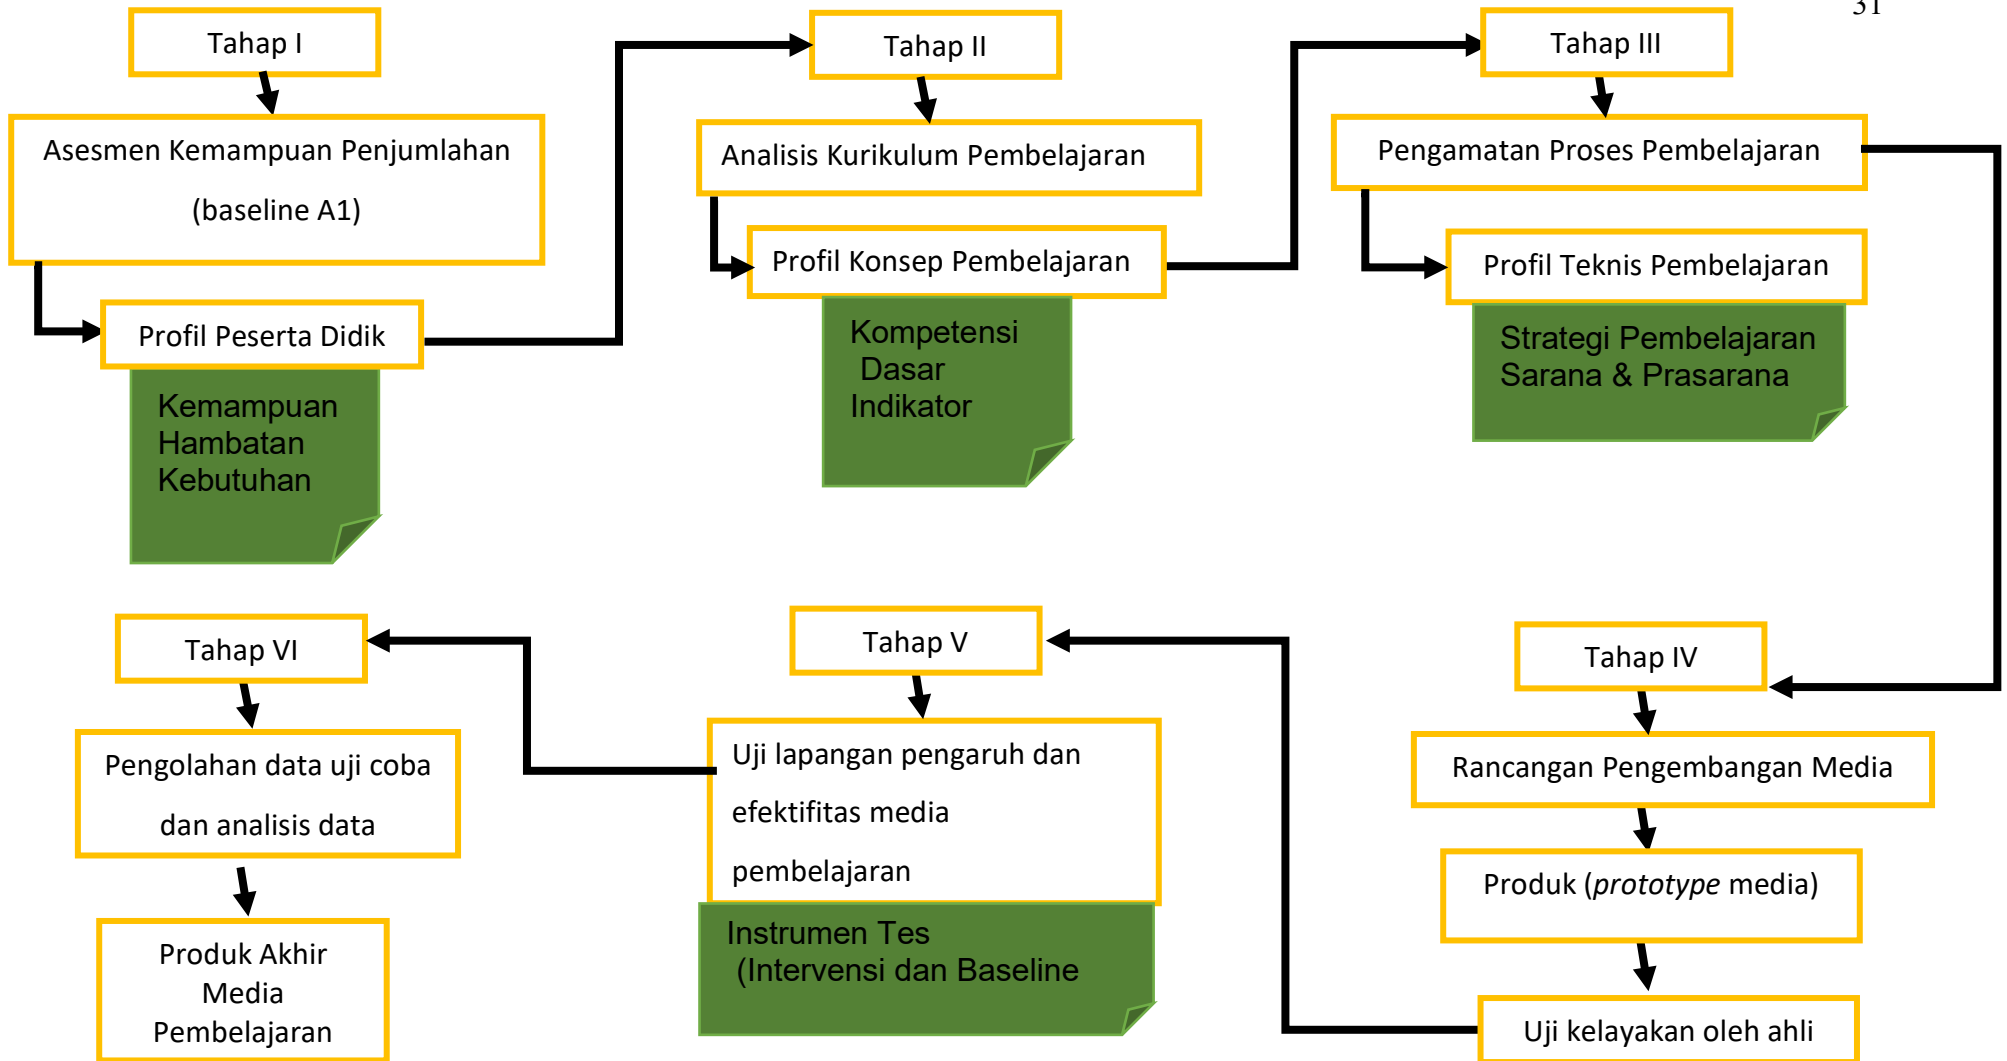 31
Tahap I
Asesmen Kemampuan Penjumlahan
(baseline A1)
Profil Peserta Didik
Kemampuan
Hambatan
Kebutuhan
Tahap II
Analisis Kurikulum Pembelajaran
Profil Konsep Pembelajaran
Kompetensi
Dasar
Indikator
Tahap III
Pengamatan Proses Pembelajaran
Profil Teknis Pembelajaran
Strategi Pembelajaran
Sarana & Prasarana
Tahap IV
Rancangan Pengembangan Media
Produk (prototype media)
Uji kelayakan oleh ahli
Tahap V
Uji lapangan pengaruh dan
efektifitas media
pembelajaran
Instrumen Tes
(Intervensi dan Baseline
Tahap VI
Pengolahan data uji coba
dan analisis data
Produk Akhir
Media
Pembelajaran